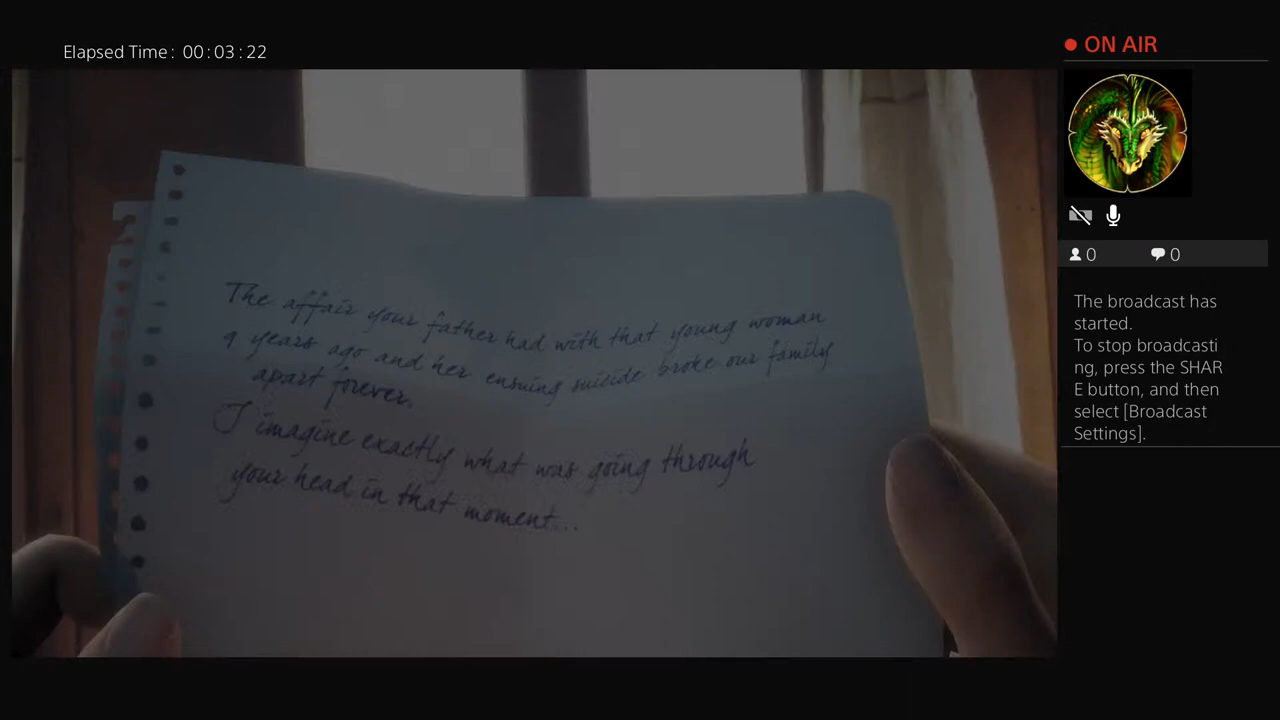 Elapsed Time: 00:03:22
ON AIR
0 0
The broadcast has
started.
To stop broadcasti
ng, press the SHAR
E button, and then
select [Broadcast
Settings].
The affair your father had with that young woman
9 years ago and her ensuing suicide broke our family
apart forever.
I imagine exactly what was going through
your head in that moment...